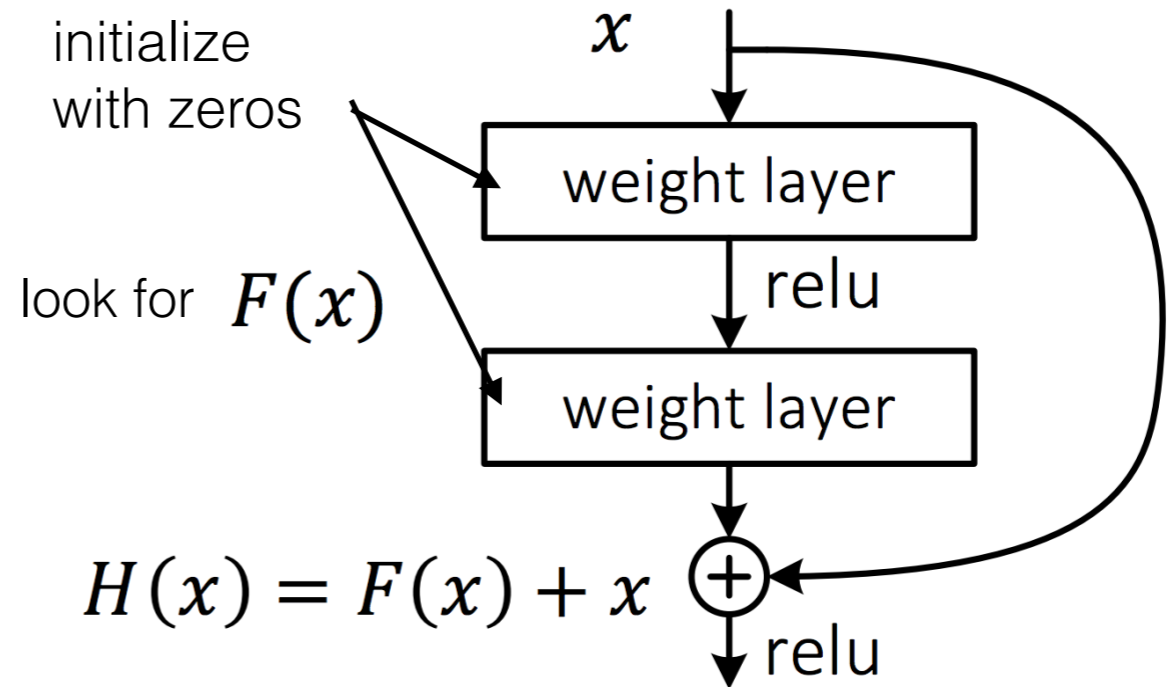 initialize
with zeros
x
weight layer
relu
look for F(x)
weight layer
H(x) = F(x) + x
+
relu